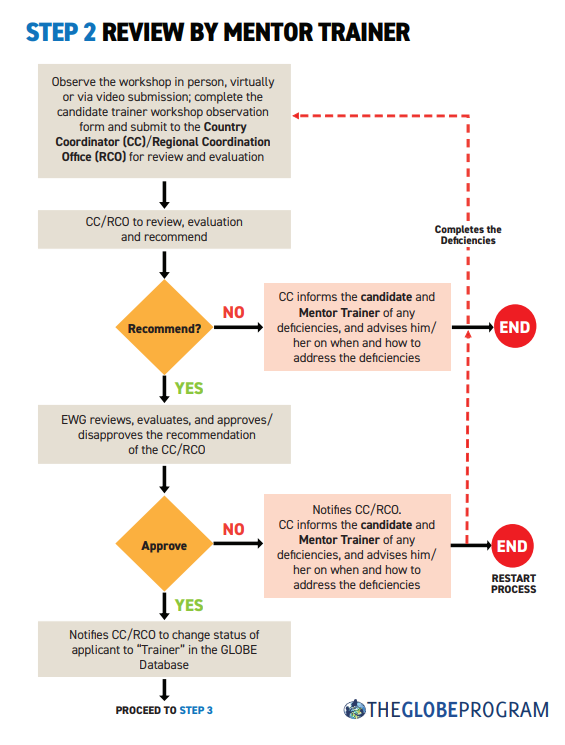 STEP 2 REVIEW BY MENTOR TRAINER
Observe the workshop in person, virtually
or via video submission; complete the
candidate trainer workshop observation
form and submit to the Country
Coordinator (CC)/Regional Coordination
Office (RCO) for review and evaluation
Completes the
Deficiencies
CC/RCO to review, evaluation
and recommend
Recommend?
NO
CC informs the candidate and
Mentor Trainer of any
deficiencies, and advises him/
her on when and how to
address the deficiencies
END
YES
EWG reviews, evaluates, and approves/
disapproves the recommendation
of the CC/RCO
Approve
NO
Notifies CC/RCO.
CC informs the candidate and
Mentor Trainer of any
deficiencies, and advises him/
her on when and how to
address the deficiencies
END
RESTART
PROCESS
YES
Notifies CC/RCO to change status of
applicant to “Trainer” in the GLOBE
Database
PROCEED TO STEP 3
THEGLOBEPROGRAM